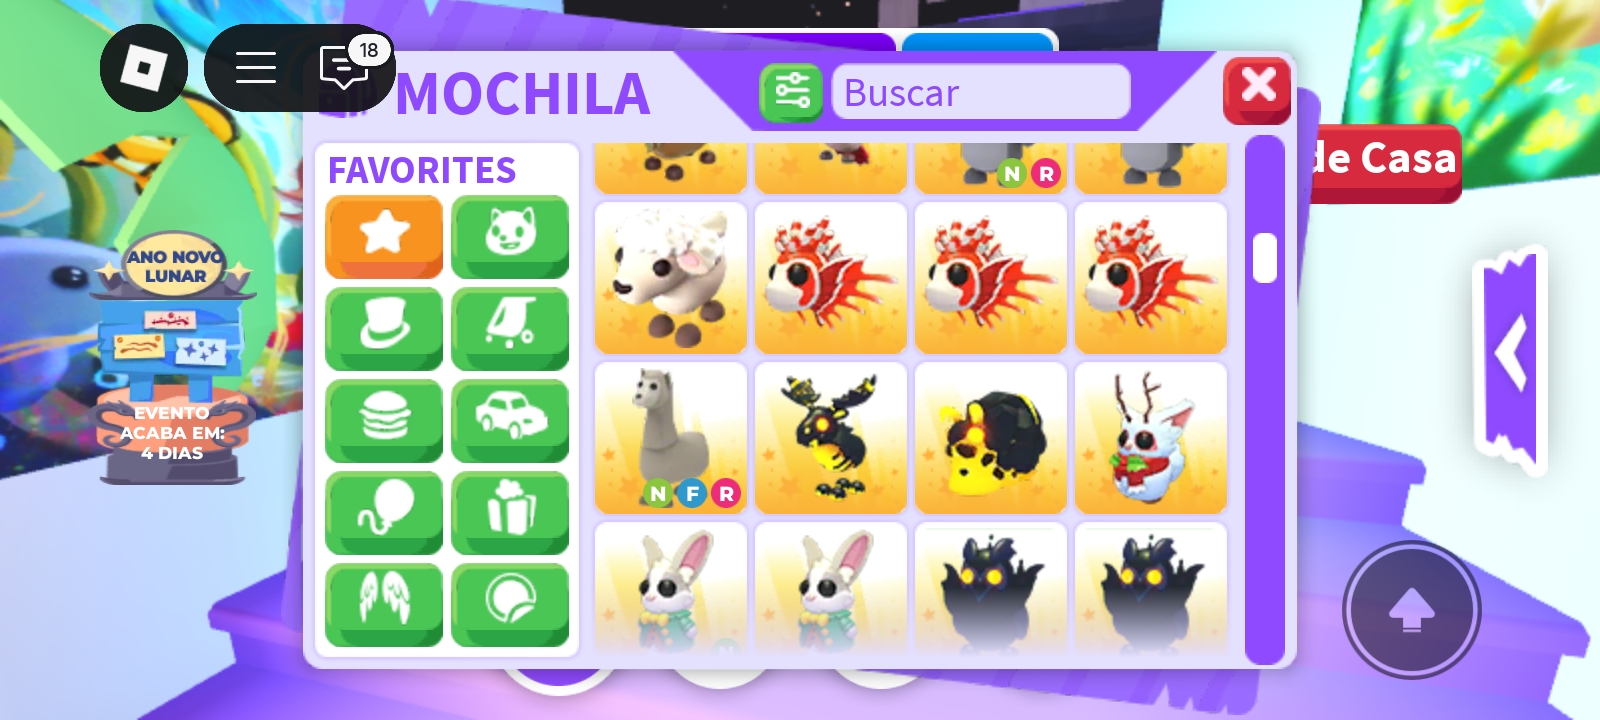 18
MOCHILA
Buscar
FAVORITES
de Casa
N R
ANO NOVO
LUNAR
EVENTO
ACABA EM:
4 DIAS
N F R
N